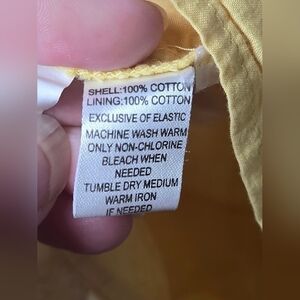 SHELL:100% COTTON
LINING:100% COTTON
EXCLUSIVE OF ELASTIC
MACHINE WASH WARM
ONLY NON-CHLORINE
BLEACH WHEN
NEEDED
TUMBLE DRY MEDIUM
WARM IRON
IF NEEDED